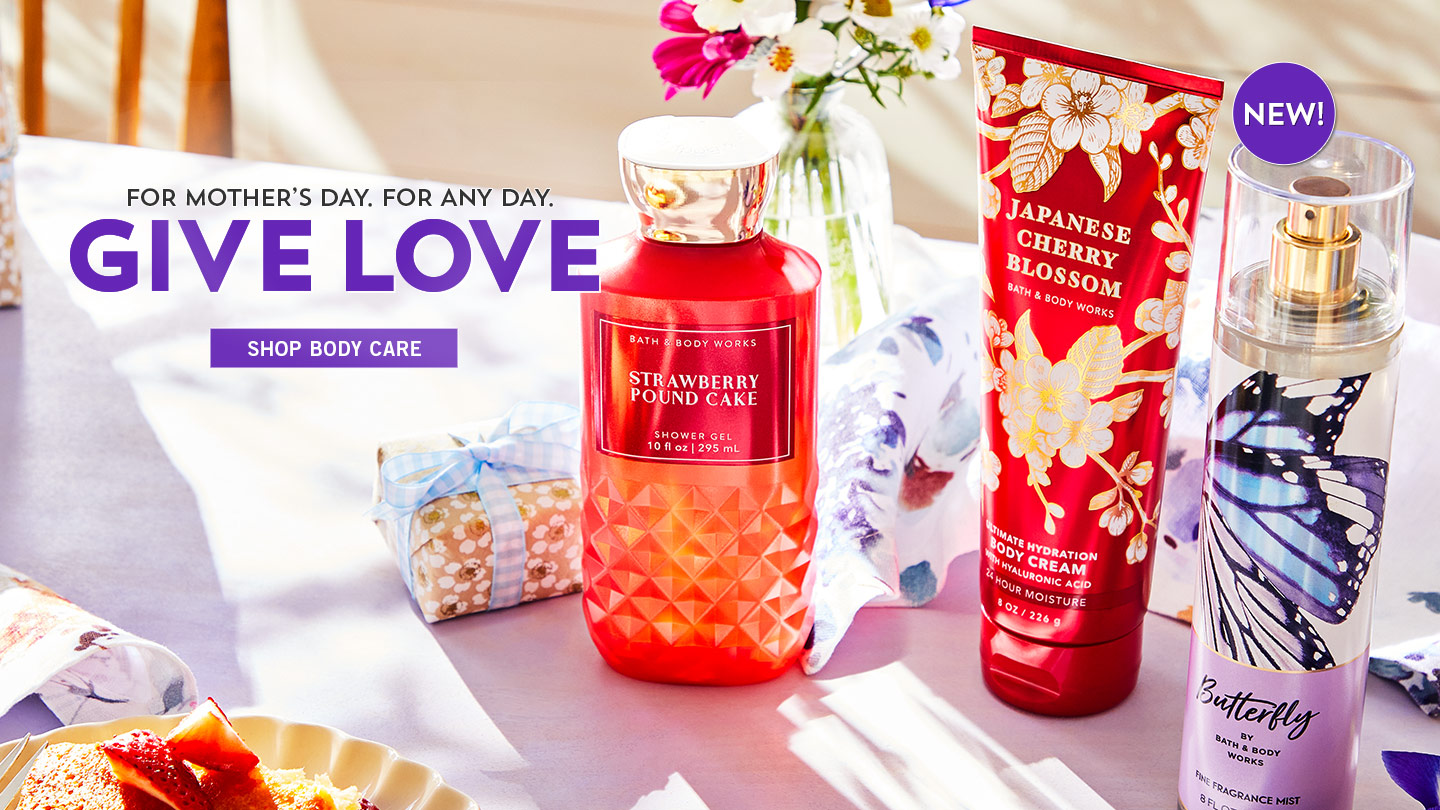 FOR MOTHER'S DAY. FOR ANY DAY.
GIVE LOVE
SHOP BODY CARE
BATH & BODY WORKS
STRAWBERRY
POUND CAKE
SHOWER GEL
10 fl oz | 295 mL
JAPANESE
CHERRY
BLOSSOM
BATH & BODY WORKS
ULTIMATE HYDRATION
BODY CREAM
WITH HYALURONIC ACID
24 HOUR MOISTURE
8 OZ / 226 g
NEW!
Butterfly
BY
BATH & BODY
WORKS
FINE FRAGRANCE MIST
8 FL